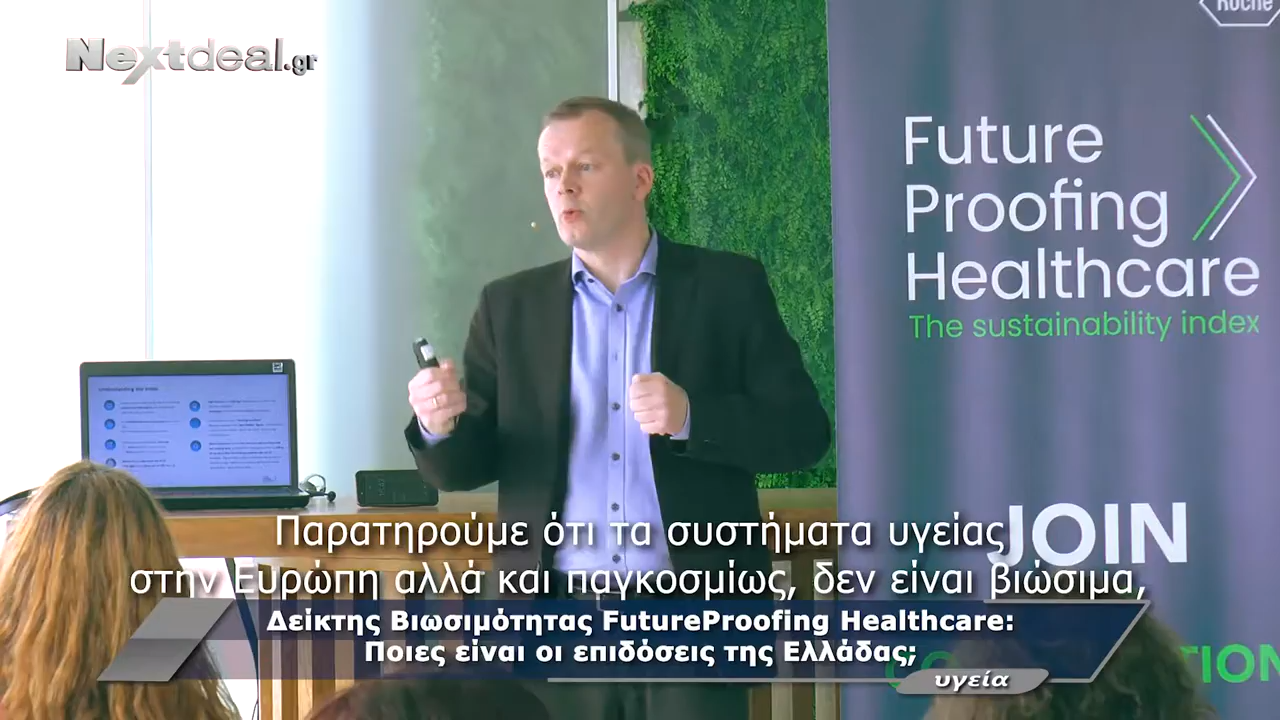 Nextdeal.gr
Roche
Future
Proofing
Healthcare
The sustainability index
JOIN
Παρατηρούμε ότι τα συστήματα υγείας
στην Ευρώπη αλλά και παγκοσμίως, δεν είναι βιώσιμα,
Δείκτης Βιωσιμότητας FutureProofing Healthcare:
Ποιες είναι οι επιδόσεις της Ελλάδας;
υγεία